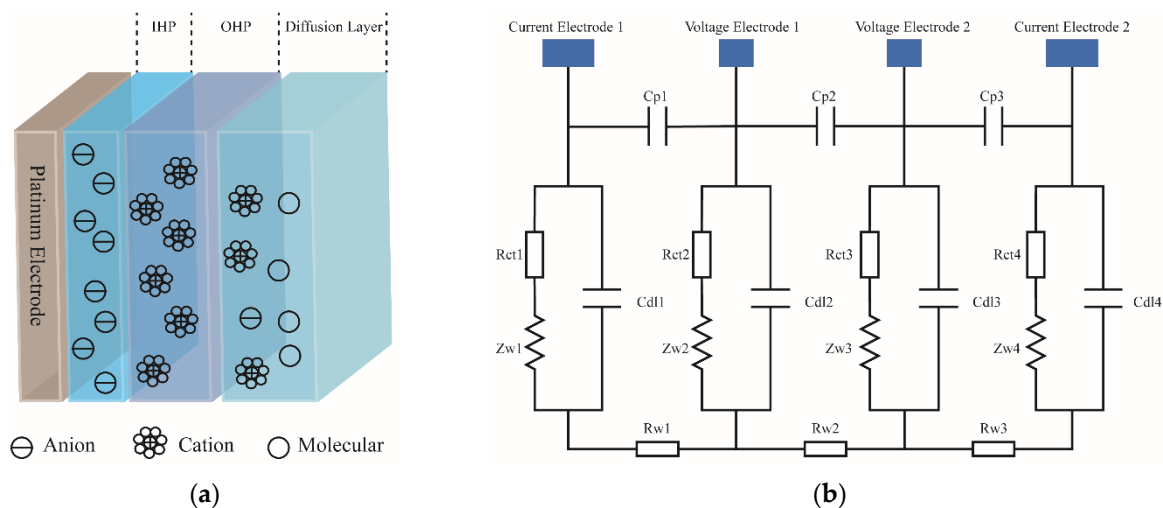 IHP
OHP
Diffusion Layer
Platinum Electrode
Anion
Cation
Molecular
(a)
Current Electrode 1
Voltage Electrode 1
Voltage Electrode 2
Current Electrode 2
Cp1
Cp2
Cp3
Rct1
Rct2
Rct3
Rct4
Cdl1
Cdl2
Cdl3
Cdl4
Zw1
Zw2
Zw3
Zw4
Rw1
Rw2
Rw3
(b)